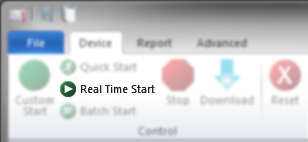 File Device Report Advanced
Quick Start
Custom Start
Real Time Start
Batch Start
Stop Download Reset
Control